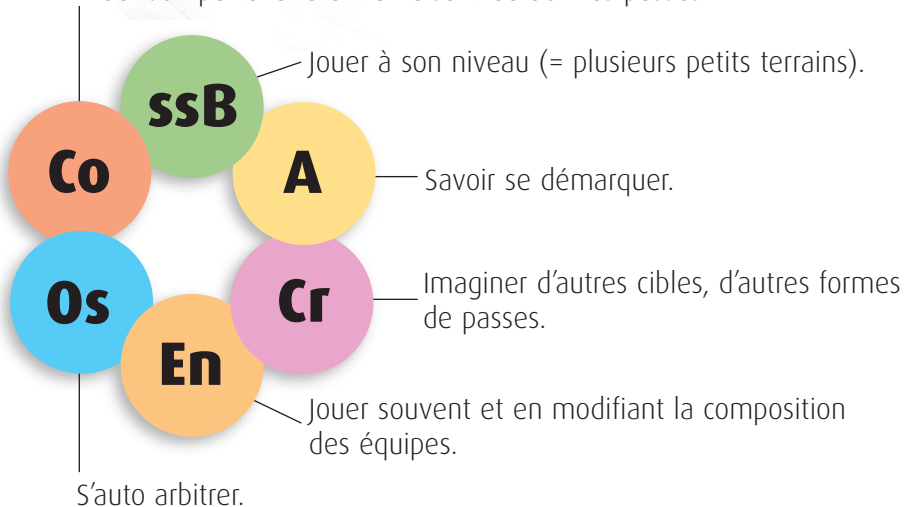 ssB
Jouer à son niveau (= plusieurs petits terrains).
Co
A
Savoir se démarquer.
Os
Cr
Imaginer d'autres cibles, d'autres formes
de passes.
En
Jouer souvent et en modifiant la composition
des équipes.
S'auto arbitrer.